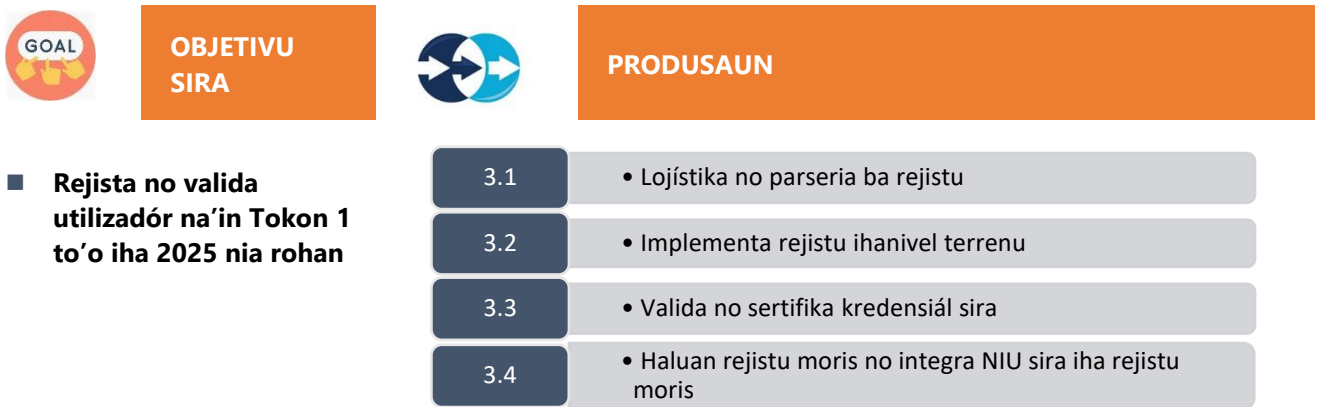 GOAL
OBJETIVU
SIRA
PRODUSAUN
■ Rejista no valida
utilizadór na’in Tokon 1
to’o iha 2025 nia rohan
3.1
• Lojístika no parseria ba rejistu
3.2
• Implementa rejistu ihanivel terrenu
3.3
• Valida no sertifika kredensiál sira
3.4
• Haluan rejistu moris no integra NIU sira iha rejistu
moris